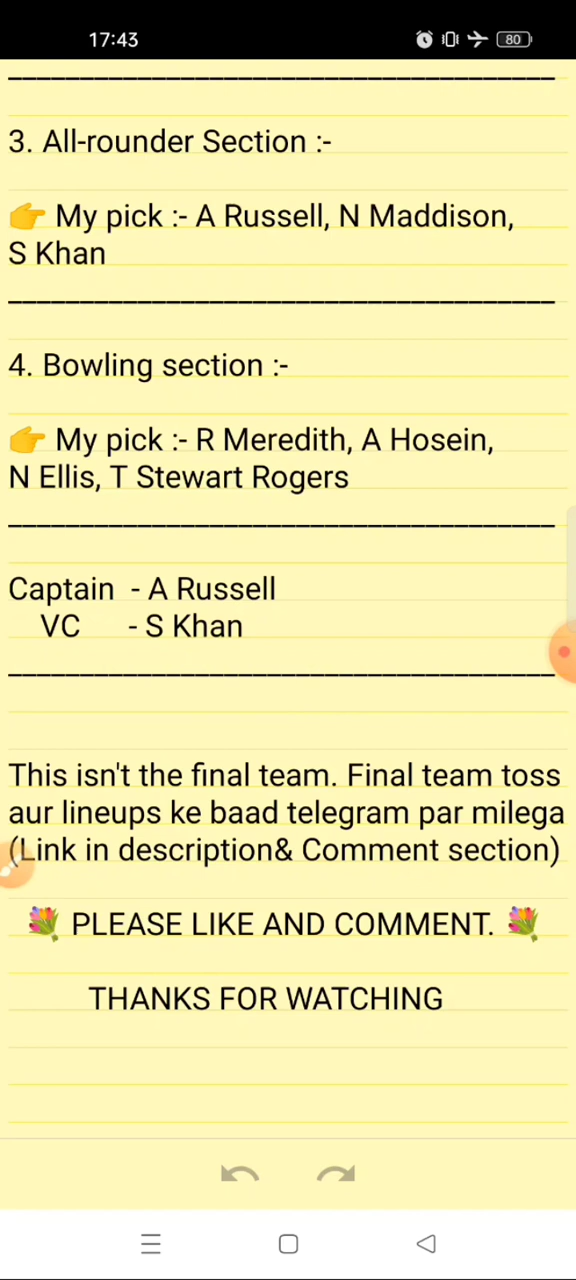 17:43
80
3. All-rounder Section :-
👉 My pick :- A Russell, N Maddison,
S Khan
4. Bowling section :-
👉 My pick :- R Meredith, A Hosein,
N Ellis, T Stewart Rogers
Captain - A Russell
VC - S Khan
This isn't the final team. Final team toss
aur lineups ke baad telegram par milega
(Link in description& Comment section)
💐 PLEASE LIKE AND COMMENT. 💐
THANKS FOR WATCHING